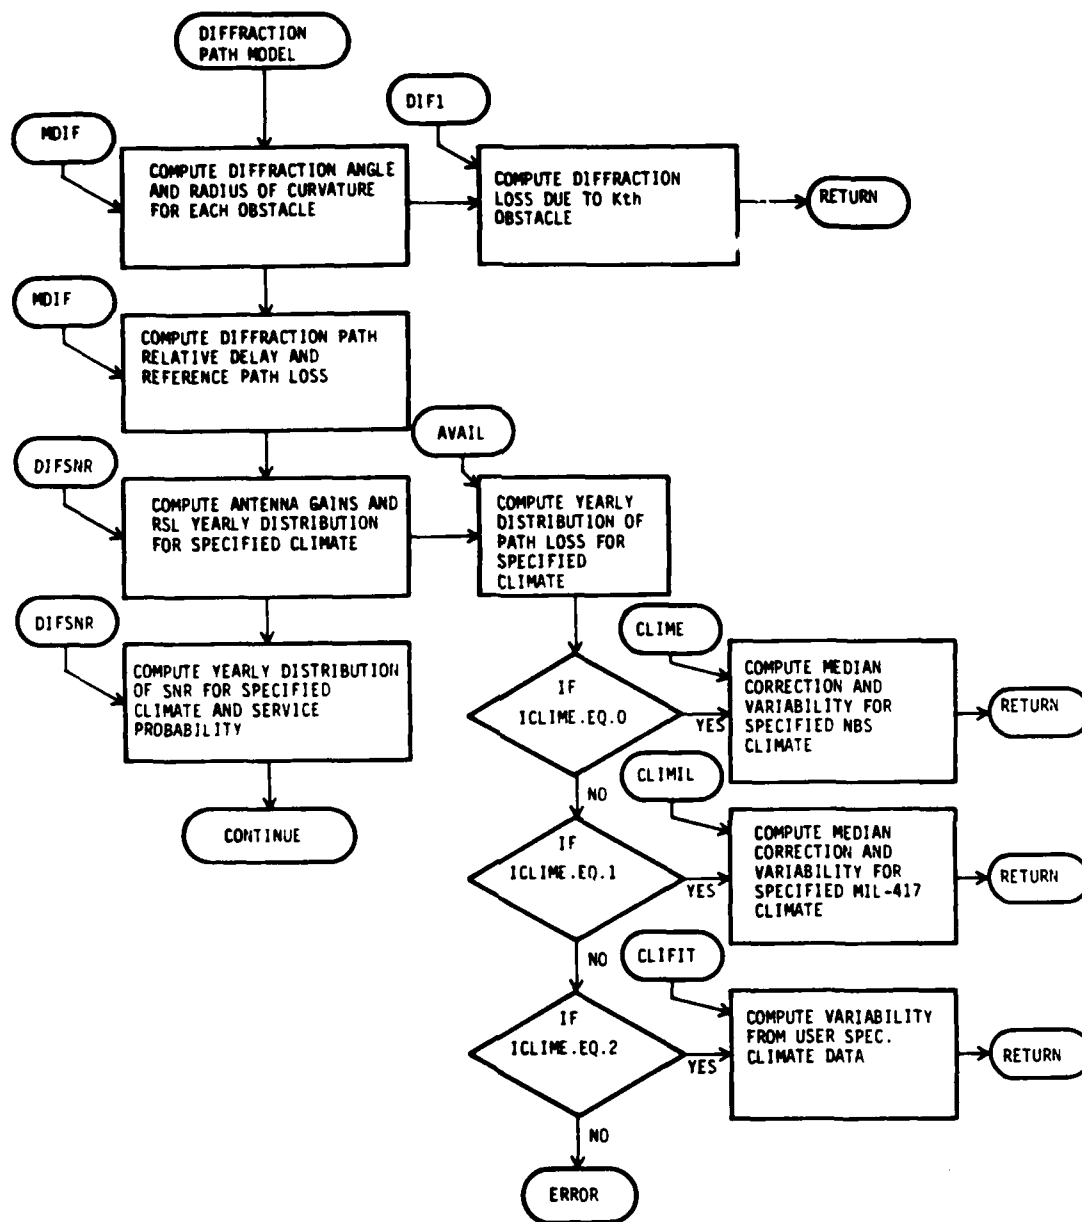 DIFFRACTION
PATH MODEL
MDIF
COMPUTE DIFFRACTION ANGLE
AND RADIUS OF CURVATURE
FOR EACH OBSTACLE
DIF1
COMPUTE DIFFRACTION
LOSS DUE TO Kth
OBSTACLE
RETURN
MDIF
COMPUTE DIFFRACTION PATH
RELATIVE DELAY AND
REFERENCE PATH LOSS
DIFSNR
COMPUTE ANTENNA GAINS AND
RSL YEARLY DISTRIBUTION
FOR SPECIFIED CLIMATE
AVAIL
COMPUTE YEARLY
DISTRIBUTION OF
PATH LOSS FOR
SPECIFIED
CLIMATE
DIFSNR
COMPUTE YEARLY DISTRIBUTION
OF SNR FOR SPECIFIED
CLIMATE AND SERVICE
PROBABILITY
CONTINUE
IF
ICLIME.EQ.0
YES
NO
CLIME
COMPUTE MEDIAN
CORRECTION AND
VARIABILITY FOR
SPECIFIED NBS
CLIMATE
RETURN
IF
ICLIME.EQ.1
YES
NO
CLIMIL
COMPUTE MEDIAN
CORRECTION AND
VARIABILITY FOR
SPECIFIED MIL-417
CLIMATE
RETURN
IF
ICLIME.EQ.2
YES
NO
CLIFIT
COMPUTE VARIABILITY
FROM USER SPEC.
CLIMATE DATA
RETURN
ERROR